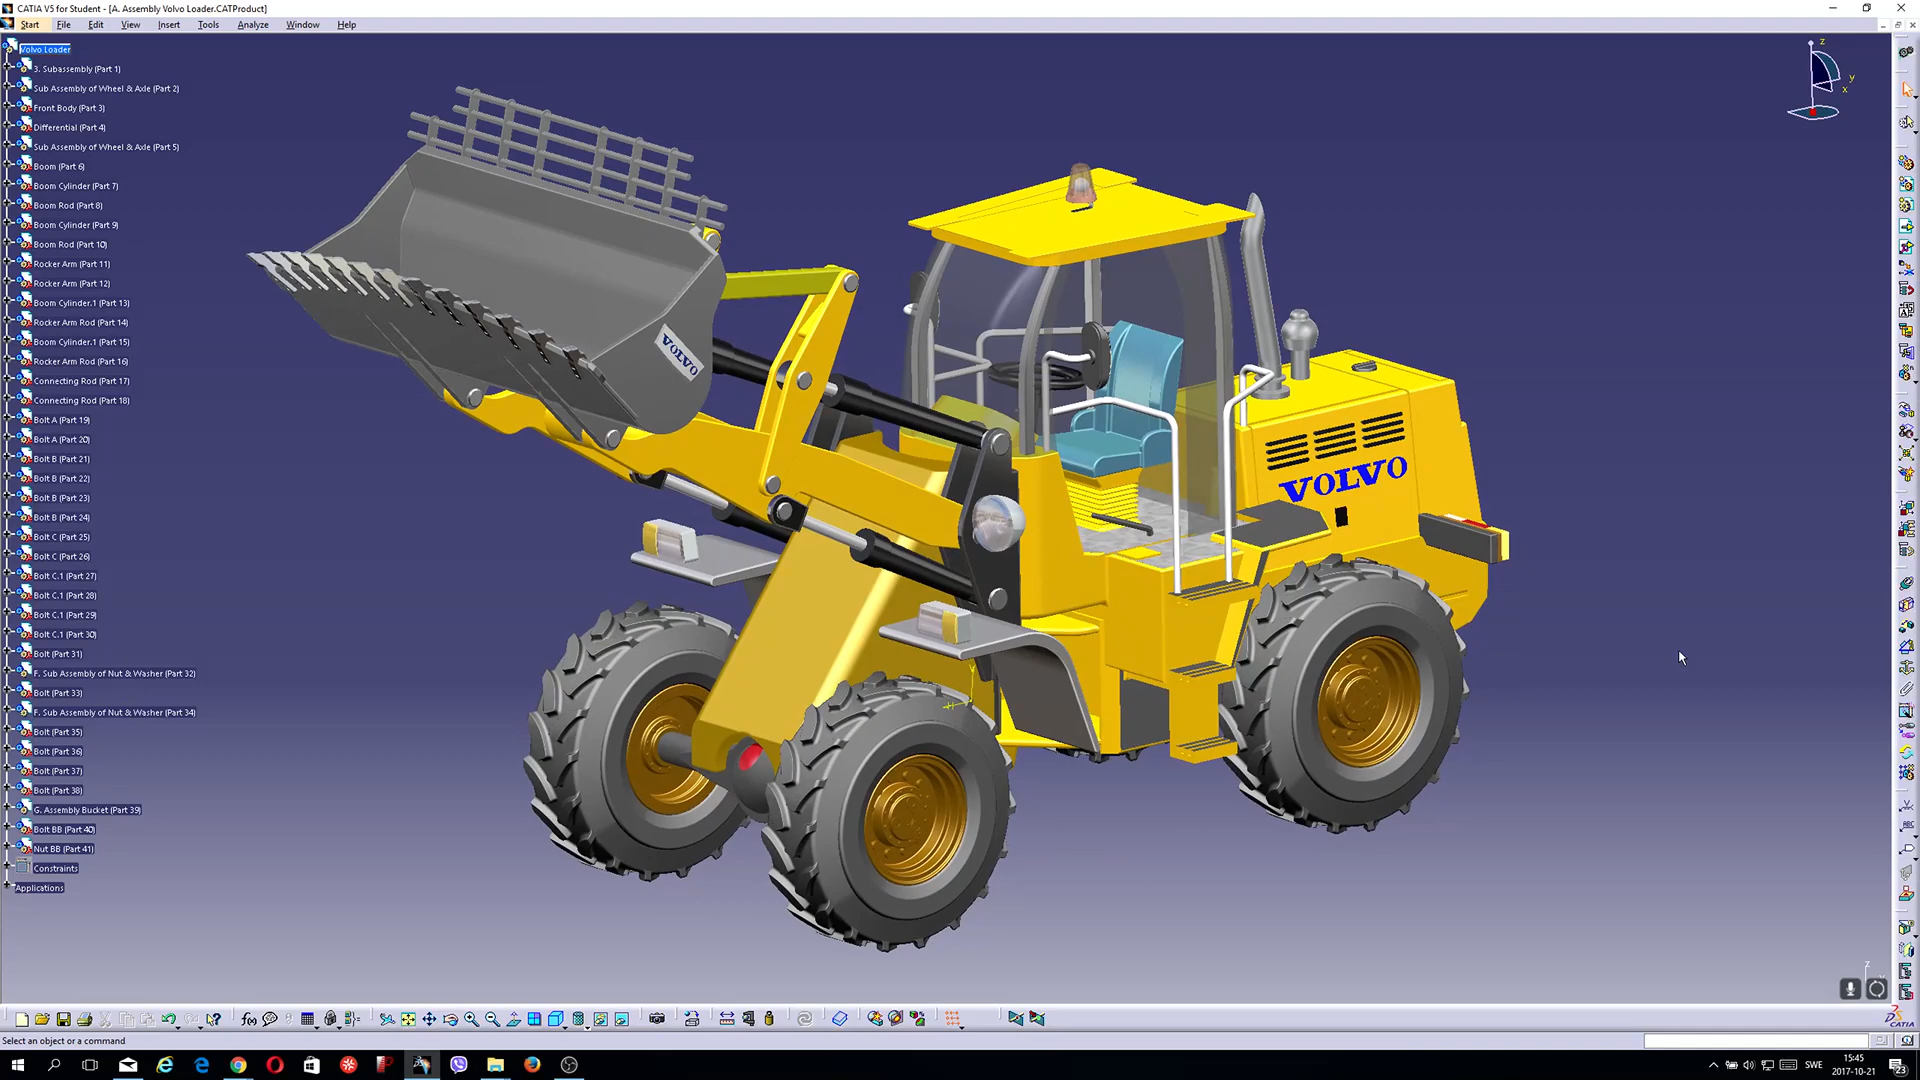 CATIA V5 for Student - [A. Assembly Volvo Loader.CATProduct]
Start File Edit View Insert Tools Analyze Window Help
Volvo Loader
3. Subassembly (Part 1)
Sub Assembly of Wheel & Axle (Part 2)
Front Body (Part 3)
Differential (Part 4)
Sub Assembly of Wheel & Axle (Part 5)
Boom (Part 6)
Boom Cylinder (Part 7)
Boom Rod (Part 8)
Boom Cylinder (Part 9)
Boom Rod (Part 10)
Rocker Arm (Part 11)
Rocker Arm (Part 12)
Boom Cylinder.1 (Part 13)
Rocker Arm Rod (Part 14)
Boom Cylinder.1 (Part 15)
Rocker Arm Rod (Part 16)
Connecting Rod (Part 17)
Connecting Rod (Part 18)
Bolt A (Part 19)
Bolt A (Part 20)
Bolt B (Part 21)
Bolt B (Part 22)
Bolt B (Part 23)
Bolt B (Part 24)
Bolt C (Part 25)
Bolt C (Part 26)
Bolt C.1 (Part 27)
Bolt C.1 (Part 28)
Bolt C.1 (Part 29)
Bolt C.1 (Part 30)
Bolt (Part 31)
F. Sub Assembly of Nut & Washer (Part 32)
Bolt (Part 33)
F. Sub Assembly of Nut & Washer (Part 34)
Bolt (Part 35)
Bolt (Part 36)
Bolt (Part 37)
Bolt (Part 38)
G. Assembly Bucket (Part 39)
Bolt BB (Part 40)
Nut BB (Part 41)
Constraints
Applications
VOLVO
VOLVO
z
y
x
z
CATIA
Select an object or a command
SWE
15:45
2017-10-21
23